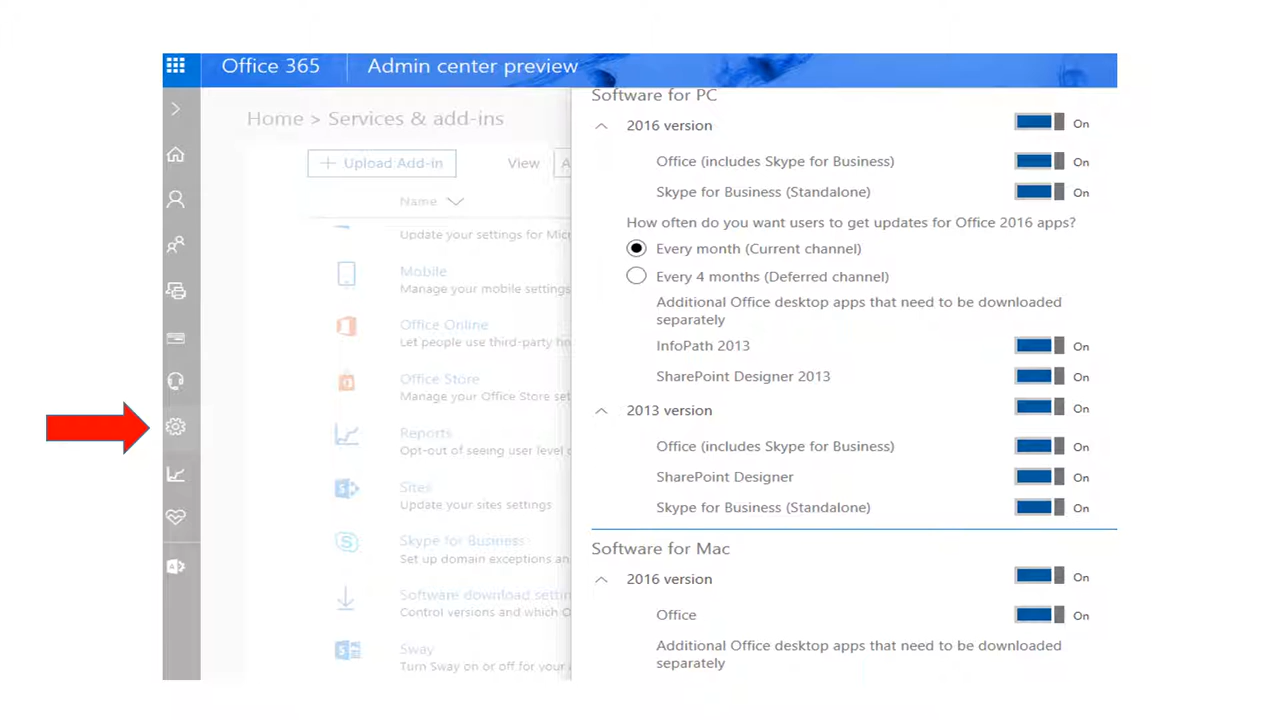 Office 365
Admin center preview
Home > Services & add-ins
+ Upload Add-in
View
A
Name
Update your settings for Micr
Mobile
Manage your mobile settings
Office Online
Let people use third-party ho
Office Store
Manage your Office Store set
Reports
Opt-out of seeing user level
Sites
Update your sites settings
Skype for Business
Set up domain exceptions an
Software download settin
Control versions and which O
Sway
Turn Sway on or off for your
Software for PC
2016 version On
Office (includes Skype for Business) On
Skype for Business (Standalone) On
How often do you want users to get updates for Office 2016 apps?
Every month (Current channel)
Every 4 months (Deferred channel)
Additional Office desktop apps that need to be downloaded
separately
InfoPath 2013 On
SharePoint Designer 2013 On
2013 version On
Office (includes Skype for Business) On
SharePoint Designer On
Skype for Business (Standalone) On
Software for Mac
2016 version On
Office On
Additional Office desktop apps that need to be downloaded
separately